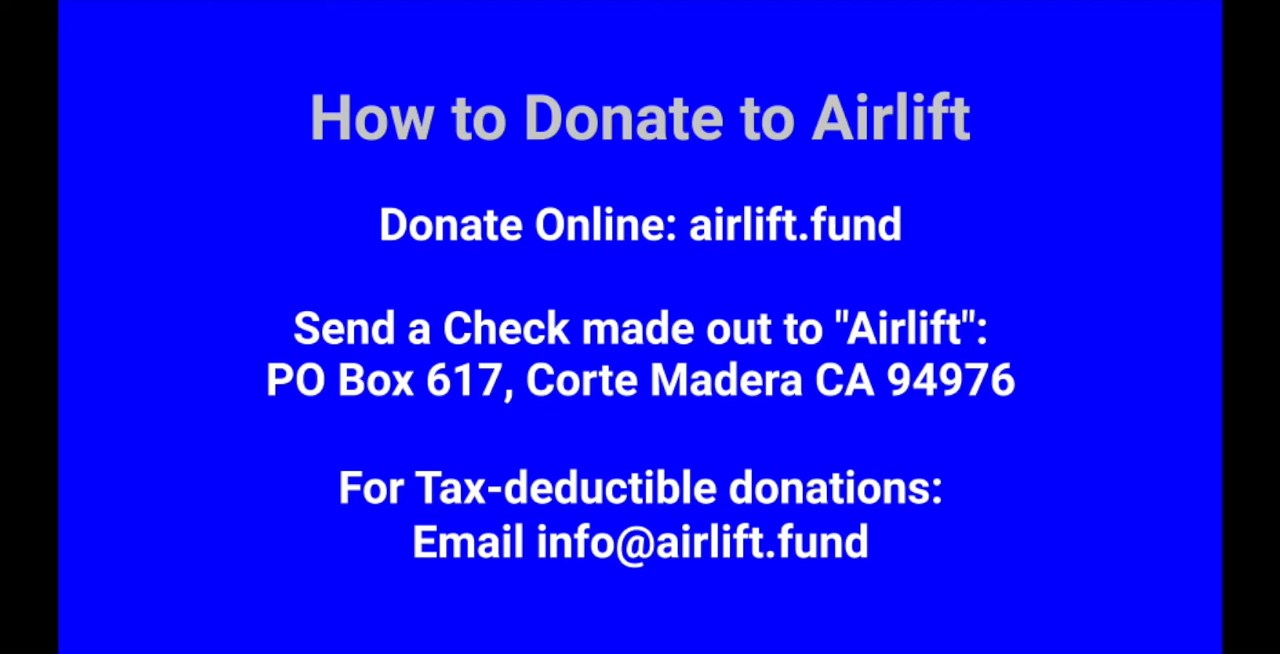 How to Donate to Airlift
Donate Online: airlift.fund
Send a Check made out to "Airlift":
PO Box 617, Corte Madera CA 94976
For Tax-deductible donations:
Email info@airlift.fund